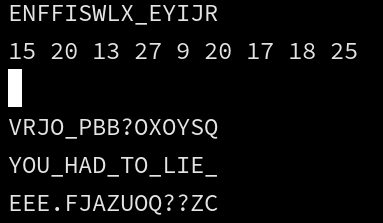 ENFFISWLX_EYIJR
15 20 13 27 9 20 17 18 25
VRJO_PBB?OXOYSQ
YOU_HAD_TO_LIE_
EEE.FJAZUOQ??ZC